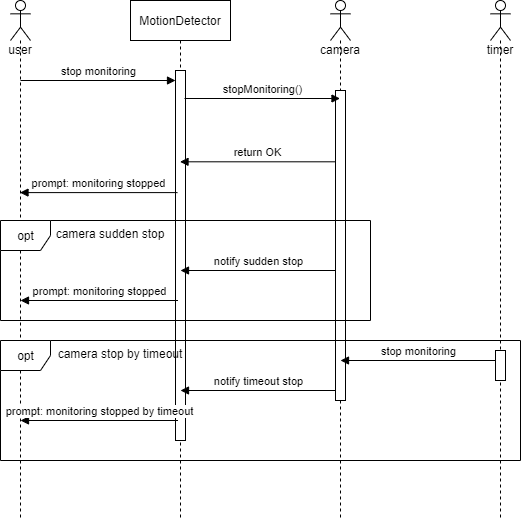 MotionDetector
user
camera
timer
stop monitoring
stopMonitoring()
return OK
prompt: monitoring stopped
opt
camera sudden stop
notify sudden stop
prompt: monitoring stopped
opt
camera stop by timeout
stop monitoring
notify timeout stop
prompt: monitoring stopped by timeout